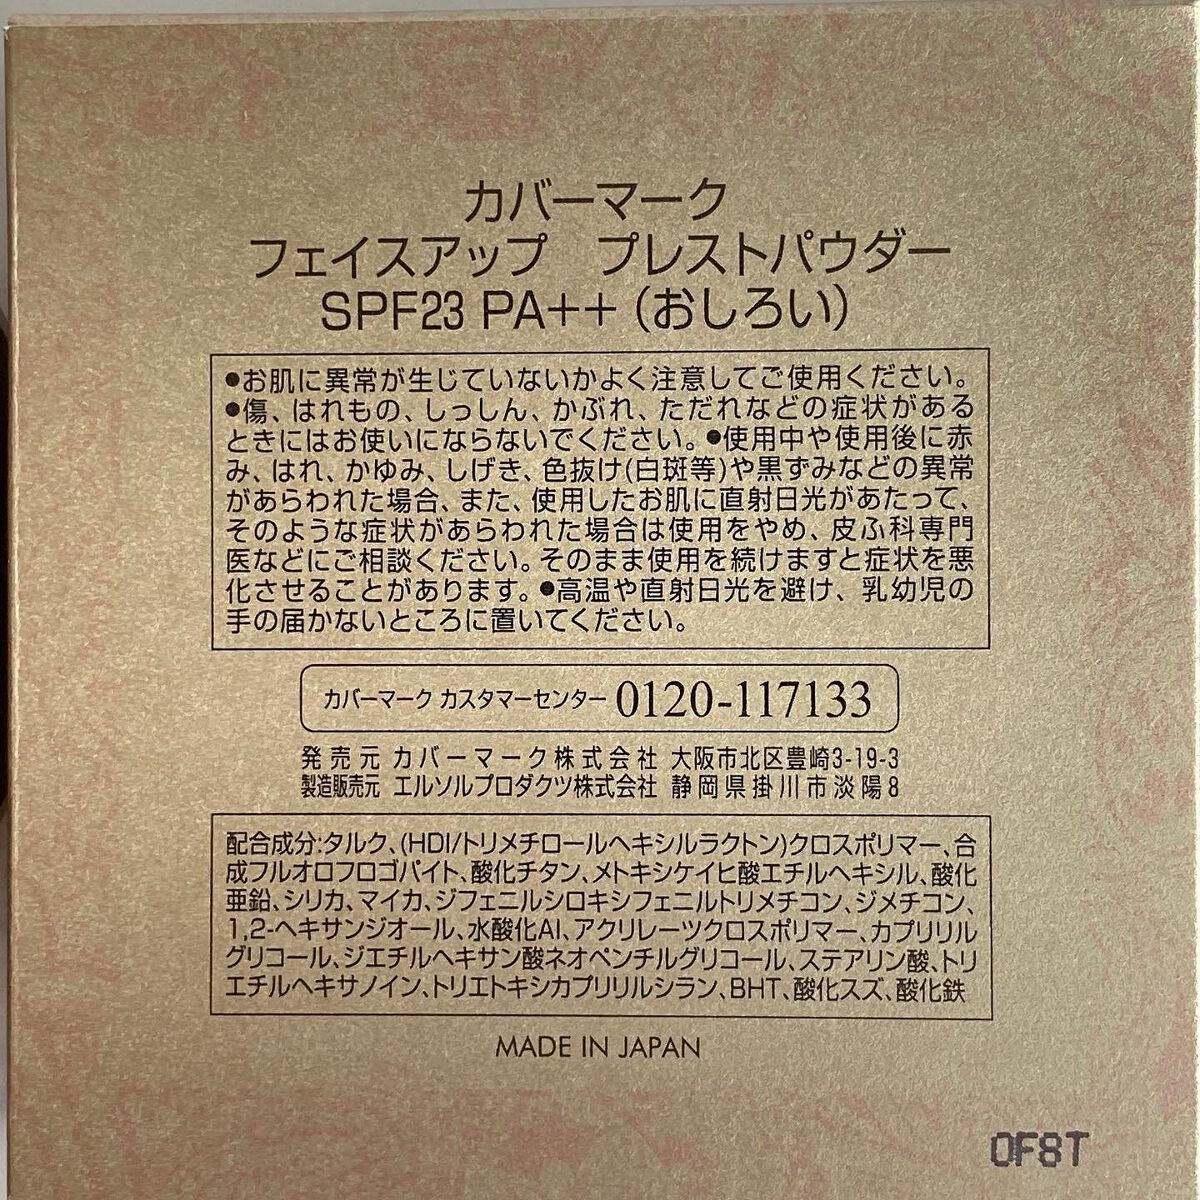 カバーマーク
フェイスアップ　プレストパウダー
SPF23 PA++（おしろい）
●お肌に異常が生じていないかよく注意してご使用ください。
●傷、はれもの、しっしん、かぶれ、ただれなどの症状がある
ときにはお使いにならないでください。●使用中や使用後に赤
み、はれ、かゆみ、しげき、色抜け(白斑等)や黒ずみなどの異常
があらわれた場合、また、使用したお肌に直射日光があたって、
そのような症状があらわれた場合は使用をやめ、皮ふ科専門
医などにご相談ください。そのまま使用を続けますと症状を悪
化させることがあります。●高温や直射日光を避け、乳幼児の
手の届かないところに置いてください。
カバーマーク カスタマーセンター 0120-117133
発売元 カバーマーク株式会社 大阪市北区豊崎3-19-3
製造販売元 エルソルプロダクツ株式会社 静岡県掛川市淡陽8
配合成分:タルク、(HDI/トリメチロールヘキシルラクトン)クロスポリマー、合
成フルオロフロゴパイト、酸化チタン、メトキシケイヒ酸エチルヘキシル、酸化
亜鉛、シリカ、マイカ、ジフェニルシロキシフェニルトリメチコン、ジメチコン、
1,2-ヘキサンジオール、水酸化Al、アクリレーツクロスポリマー、カプリリル
グリコール、ジエチルヘキサン酸ネオペンチルグリコール、ステアリン酸、トリ
エチルヘキサノイン、トリエトキシカプリリルシラン、BHT、酸化スズ、酸化鉄
MADE IN JAPAN
0F8T